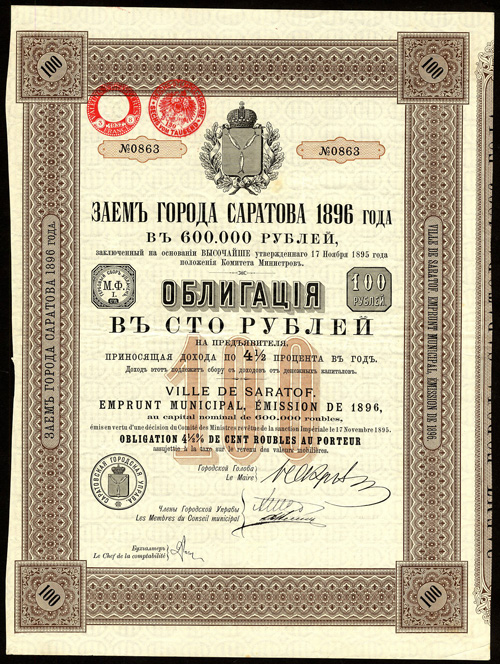 100
100
№0863
№0863
ЗАЕМЪ ГОРОДА САРАТОВА 1896 ГОДА
ВЪ 600.000 РУБЛЕЙ,
заключенный на основаніи ВЫСОЧАЙШЕ утвержденнаго 17 Ноября 1895 года
положенія Комитета Министровъ.
М.Ф.
I.
ОБЛИГАЦІЯ
100
РУБЛЕЙ
ВЪ СТО РУБЛЕЙ
НА ПРЕДЪЯВИТЕЛЯ,
ПРИНОСЯЩАЯ ДОХОДА ПО 4½ ПРОЦЕНТА ВЪ ГОДЪ.
Доходъ этотъ подлежитъ сбору съ доходовъ отъ денежныхъ капиталовъ.
100
VILLE DE SARATOF.
EMPRUNT MUNICIPAL, ÉMISSION DE 1896,
au capital nominal de 600.000 roubles,
émis en vertu d'une décision du Comité des Ministres revêtue de la sanction Impériale le 17 Novembre 1895.
OBLIGATION 4½% DE CENT ROUBLES AU PORTEUR
assujettie à la taxe sur le revenu des valeurs mobilières.
Городской Голова
Le Maire
САРАТОВСКАЯ ГОРОДСКАЯ УПРАВА
Члены Городской Управы
Les Membres du Conseil municipal
Бухгалтеръ
Le Chef de la comptabilité
ЗАЕМЪ ГОРОДА САРАТОВА 1896 ГОДА.
VILLE DE SARATOF, EMPRUNT MUNICIPAL, EMISSION DE 1896
100
100